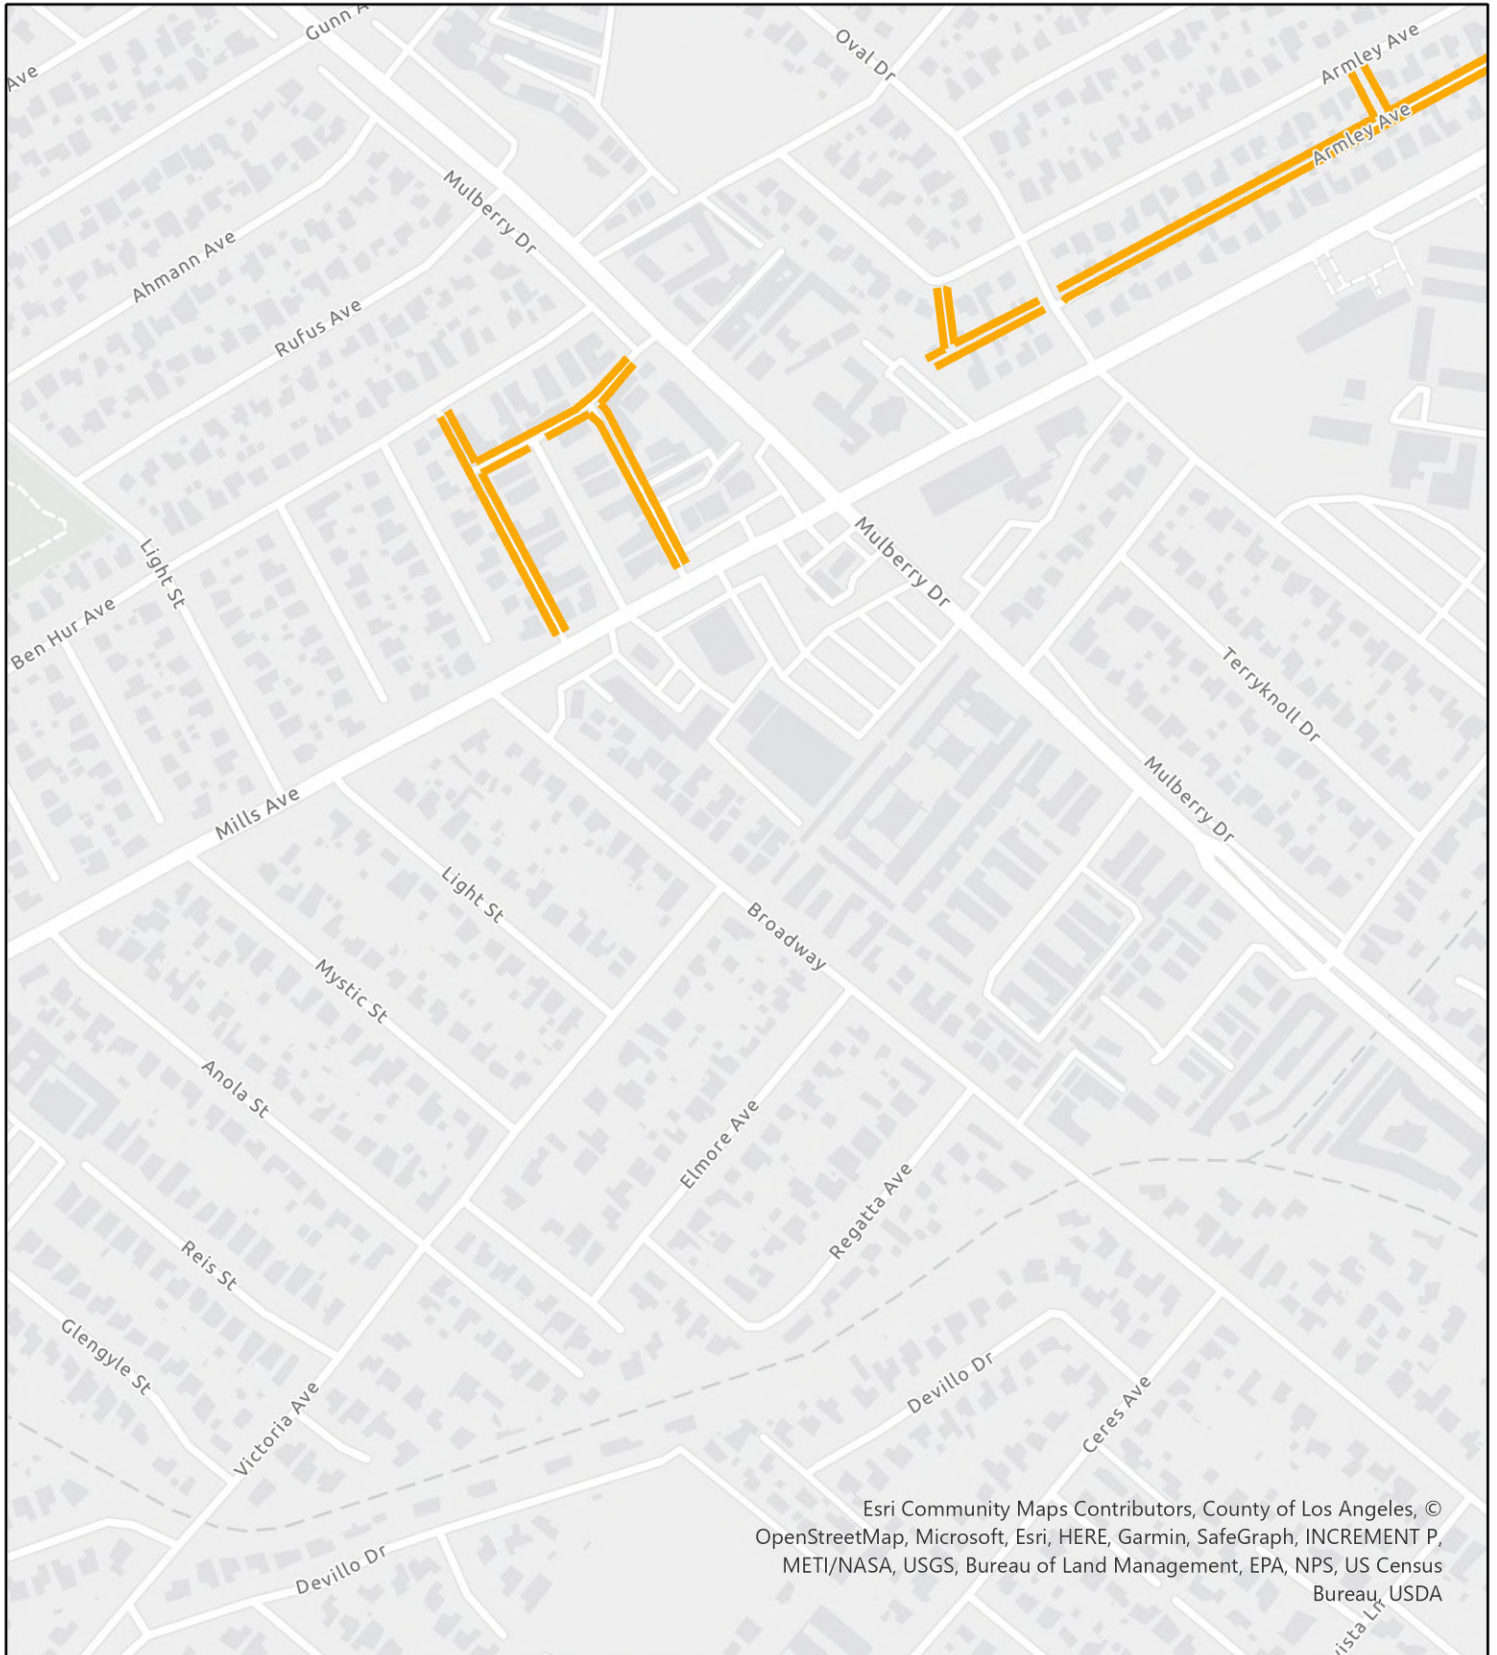 Gunn A
Oval Dr
Armley Ave
Ave
Armley Ave
Mulberry Dr
Ahmann Ave
Rufus Ave
Mulberry Dr
Light St
Ben Hur Ave
Terryknoll Dr
Mulberry Dr
Mills Ave
Light St
Broadway
Mystic St
Anola St
Elmore Ave
Regatta Ave
Reis St
Glengyle St
Devillo Dr
Victoria Ave
Ceres Ave
Esri Community Maps Contributors, County of Los Angeles, ©
OpenStreetMap, Microsoft, Esri, HERE, Garmin, SafeGraph, INCREMENT P,
METI/NASA, USGS, Bureau of Land Management, EPA, NPS, US Census
Bureau, USDA
Devillo Dr
vista Ln